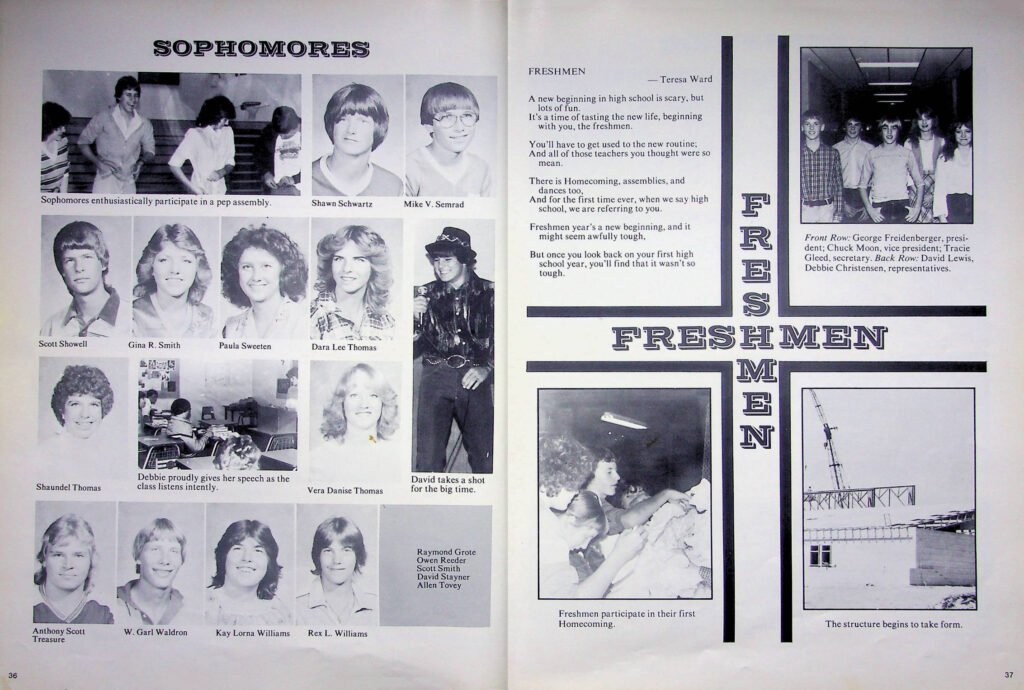 SOPHOMORES
Sophomores enthusiastically participate in a pep assembly.
Shawn Schwartz
Mike V. Semrad
Scott Showell
Gina R. Smith
Paula Sweeten
Dara Lee Thomas
Shaundel Thomas
Debbie proudly gives her speech as the
class listens intently.
Vera Danise Thomas
David takes a shot
for the big time.
Raymond Grote
Owen Reeder
Scott Smith
David Stayner
Allen Tovey
Anthony Scott
Treasure
W. Garl Waldron
Kay Lorna Williams
Rex L. Williams
36
FRESHMEN
— Teresa Ward
A new beginning in high school is scary, but
lots of fun.
It's a time of tasting the new life, beginning
with you, the freshmen.
You'll have to get used to the new routine;
And all of those teachers you thought were so
mean.
There is Homecoming, assemblies, and
dances too,
And for the first time ever, when we say high
school, we are referring to you.
Freshmen year's a new beginning, and it
might seem awfully tough,
But once you look back on your first high
school year, you'll find that it wasn't so
tough.
Front Row: George Freidenberger, presi-
dent; Chuck Moon, vice president; Tracie
Gleed, secretary. Back Row: David Lewis,
Debbie Christensen, representatives.
FRESHMEN
FRESHMEN
Freshmen participate in their first
Homecoming.
The structure begins to take form.
37